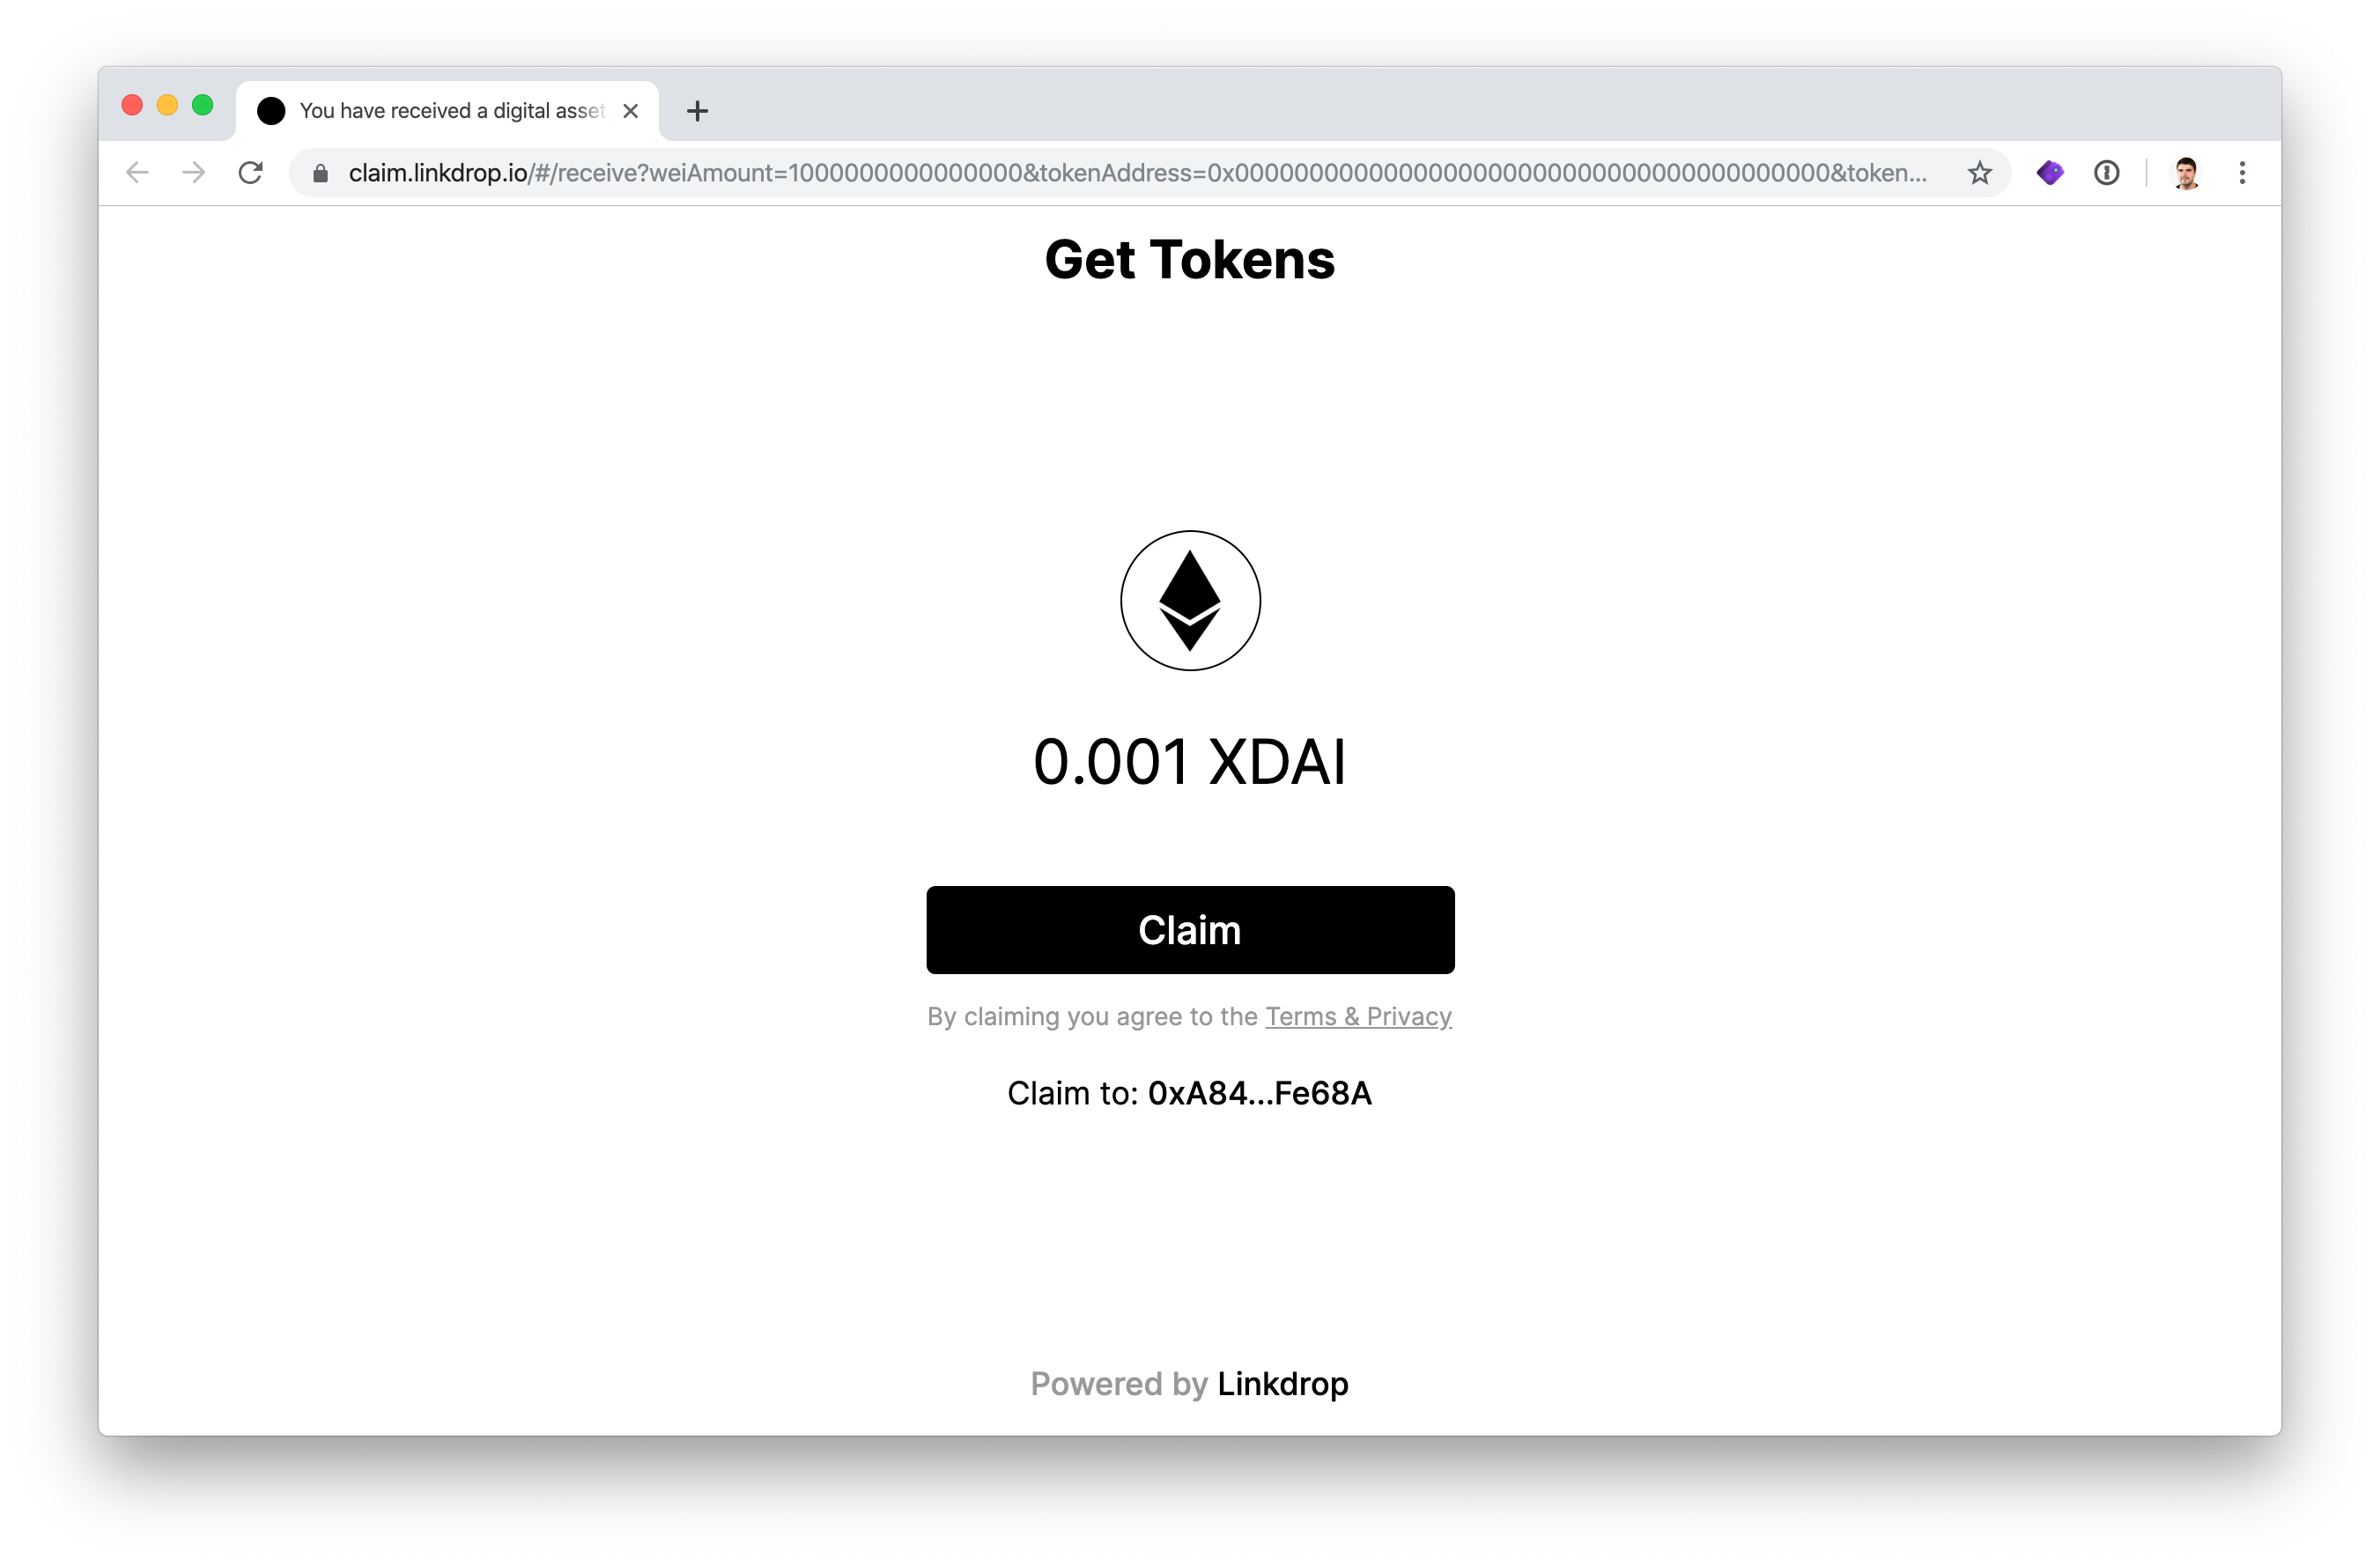 You have received a digital asset
claim.linkdrop.io/#/receive?weiAmount=1000000000000000&tokenAddress=0x0000000000000000000000000000000000000000&token...
Get Tokens
0.001 XDAI
Claim
By claiming you agree to the Terms & Privacy
Claim to: 0xA84...Fe68A
Powered by Linkdrop